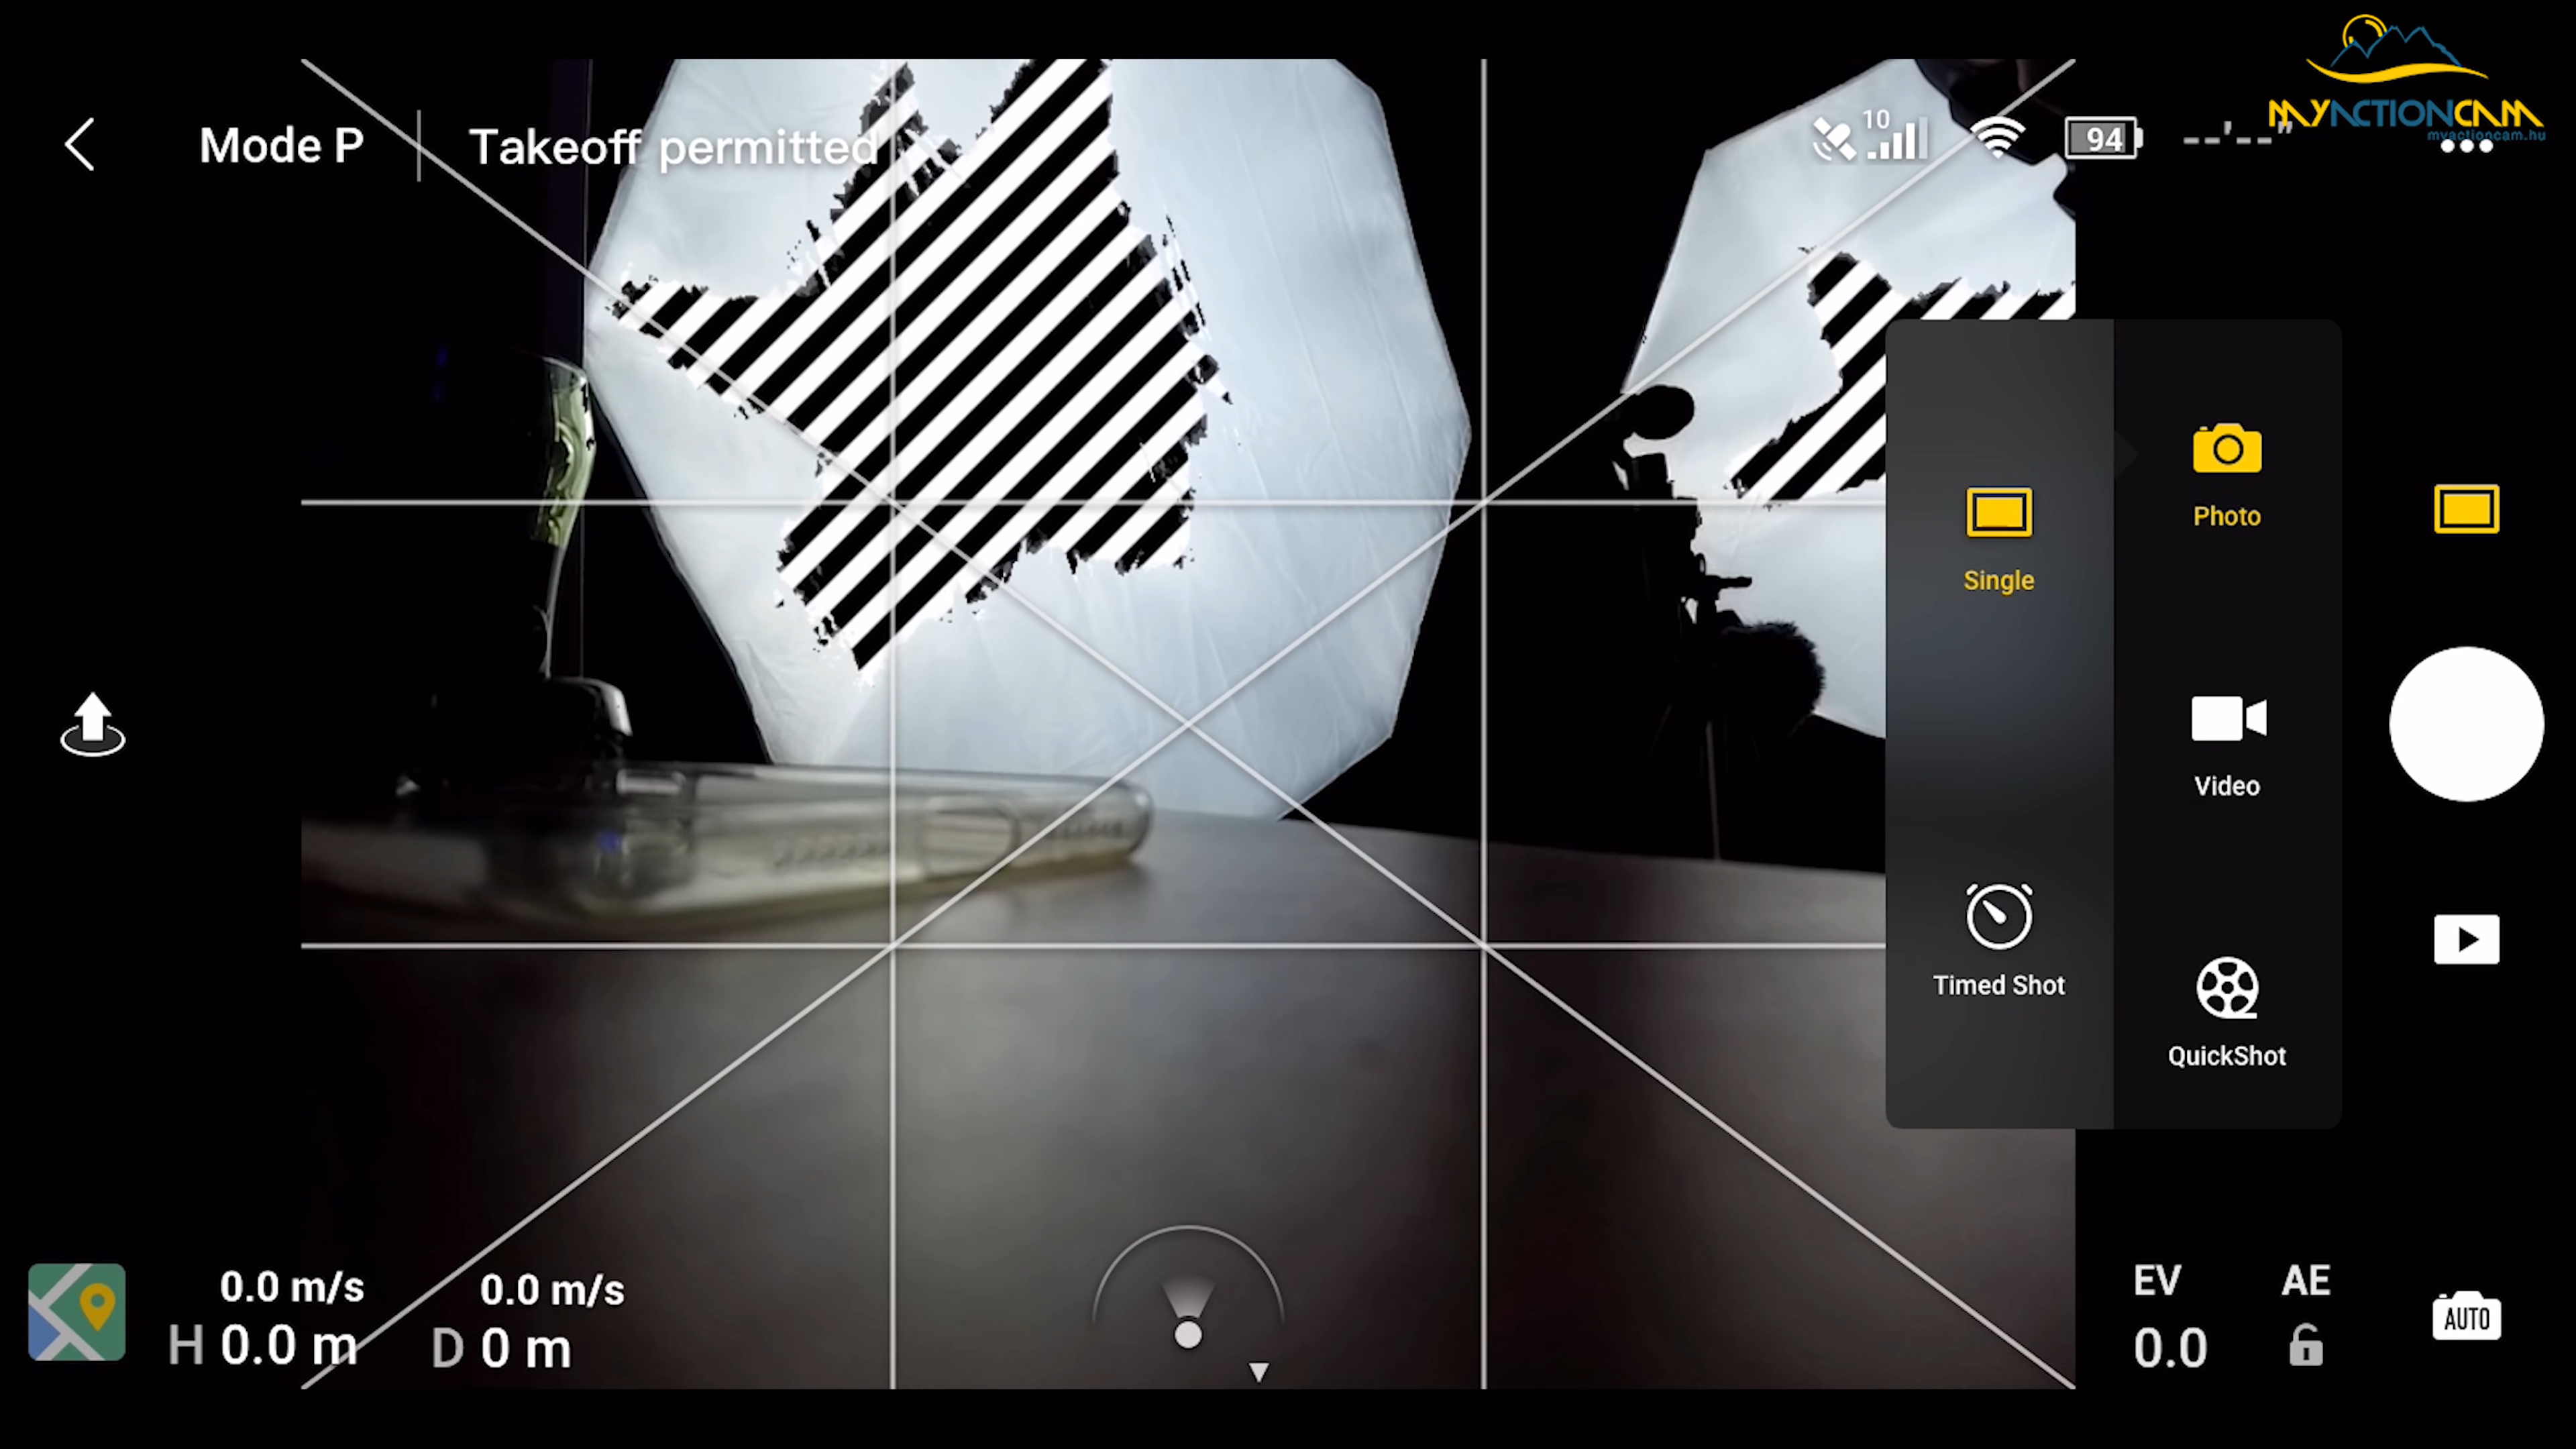 MYACTIONCAM
myactioncam.hu
Mode P
Takeoff permitted
10
94
--'--"
Photo
Single
Video
Timed Shot
QuickShot
0.0 m/s
0.0 m/s
H 0.0 m
D 0 m
EV
AE
0.0
AUTO